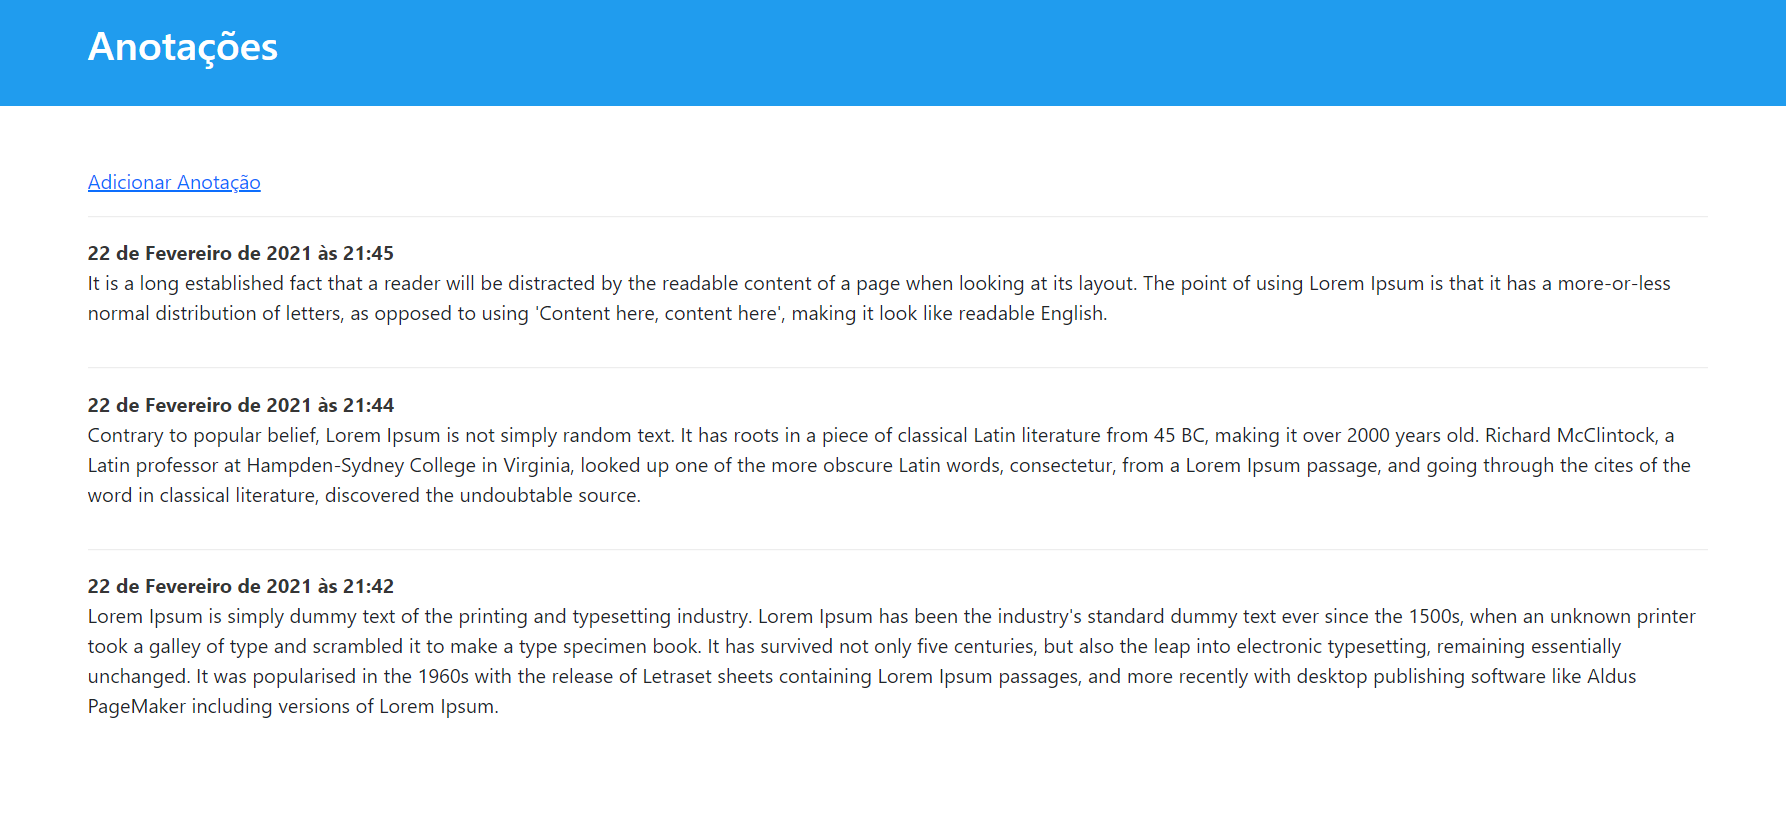 Anotações
Adicionar Anotação
22 de Fevereiro de 2021 às 21:45
It is a long established fact that a reader will be distracted by the readable content of a page when looking at its layout. The point of using Lorem Ipsum is that it has a more-or-less
normal distribution of letters, as opposed to using 'Content here, content here', making it look like readable English.
22 de Fevereiro de 2021 às 21:44
Contrary to popular belief, Lorem Ipsum is not simply random text. It has roots in a piece of classical Latin literature from 45 BC, making it over 2000 years old. Richard McClintock, a
Latin professor at Hampden-Sydney College in Virginia, looked up one of the more obscure Latin words, consectetur, from a Lorem Ipsum passage, and going through the cites of the
word in classical literature, discovered the undoubtable source.
22 de Fevereiro de 2021 às 21:42
Lorem Ipsum is simply dummy text of the printing and typesetting industry. Lorem Ipsum has been the industry's standard dummy text ever since the 1500s, when an unknown printer
took a galley of type and scrambled it to make a type specimen book. It has survived not only five centuries, but also the leap into electronic typesetting, remaining essentially
unchanged. It was popularised in the 1960s with the release of Letraset sheets containing Lorem Ipsum passages, and more recently with desktop publishing software like Aldus
PageMaker including versions of Lorem Ipsum.